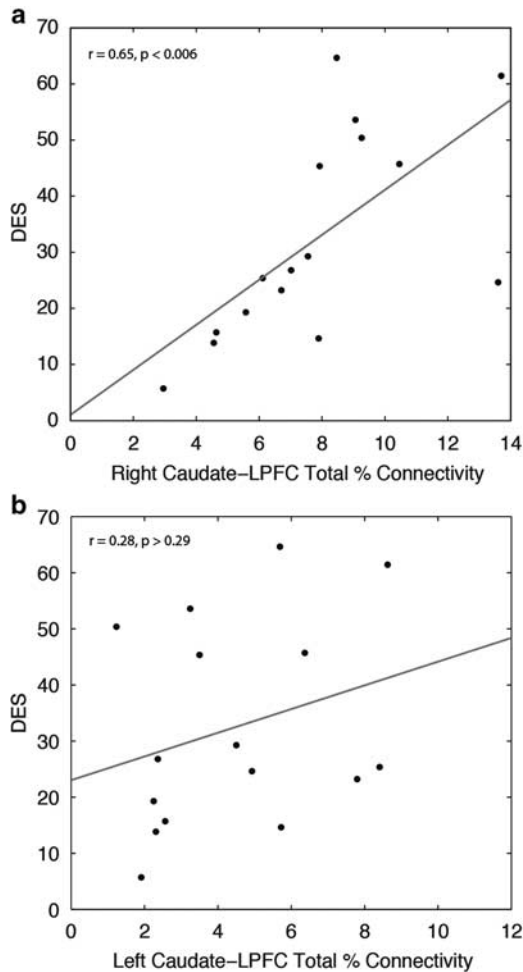 a
70
r = 0.65, p < 0.006
60
50
40
DES
30
20
10
0
0 2 4 6 8 10 12 14
Right Caudate–LPFC Total % Connectivity
b
70
r = 0.28, p > 0.29
60
50
40
DES
30
20
10
0
0 2 4 6 8 10 12
Left Caudate–LPFC Total % Connectivity